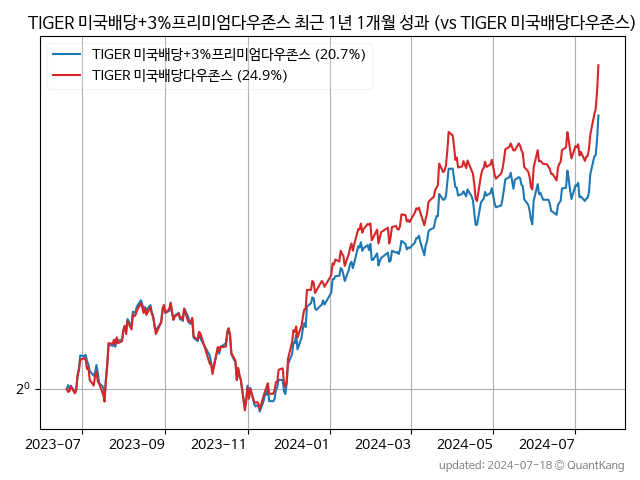 TIGER 미국배당+3%프리미엄다우존스 최근 1년 1개월 성과 (vs TIGER 미국배당다우존스)
TIGER 미국배당+3%프리미엄다우존스 (20.7%)
TIGER 미국배당다우존스 (24.9%)
2⁰
2023-07 2023-09 2023-11 2024-01 2024-03 2024-05 2024-07
updated: 2024-07-18 © QuantKang